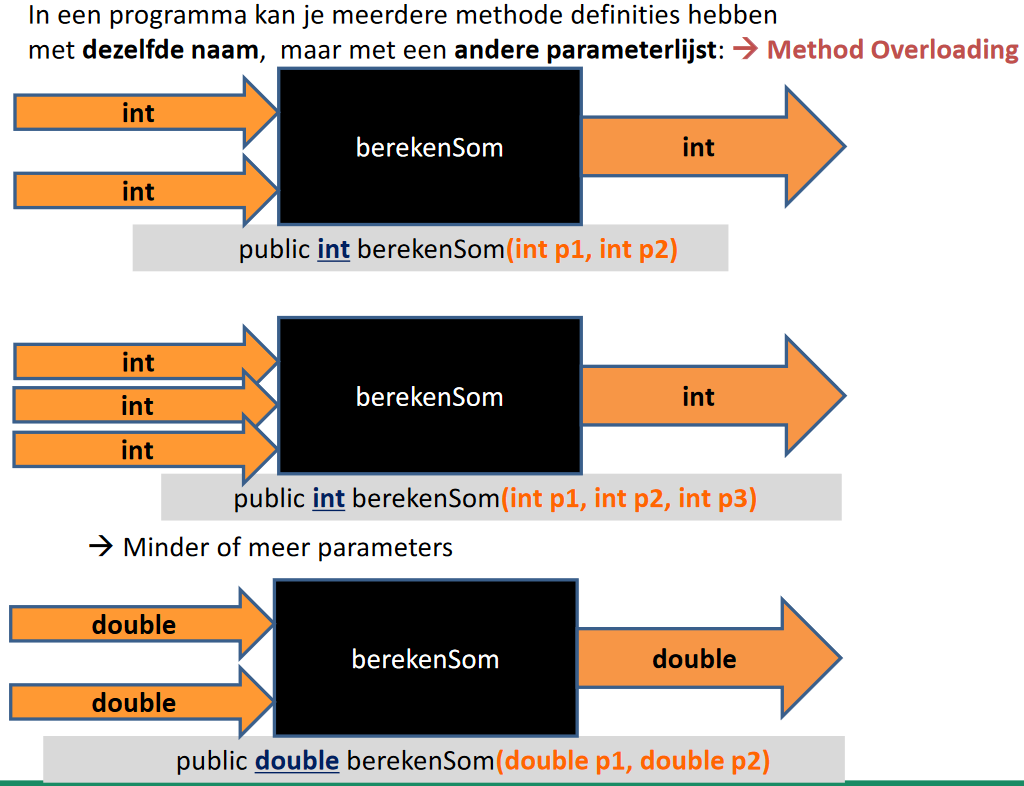 In een programma kan je meerdere methode definities hebben
met dezelfde naam, maar met een andere parameterlijst: → Method Overloading
int
int
berekenSom
int
public int berekenSom(int p1, int p2)
int
int
int
berekenSom
int
public int berekenSom(int p1, int p2, int p3)
→ Minder of meer parameters
double
double
berekenSom
double
public double berekenSom(double p1, double p2)